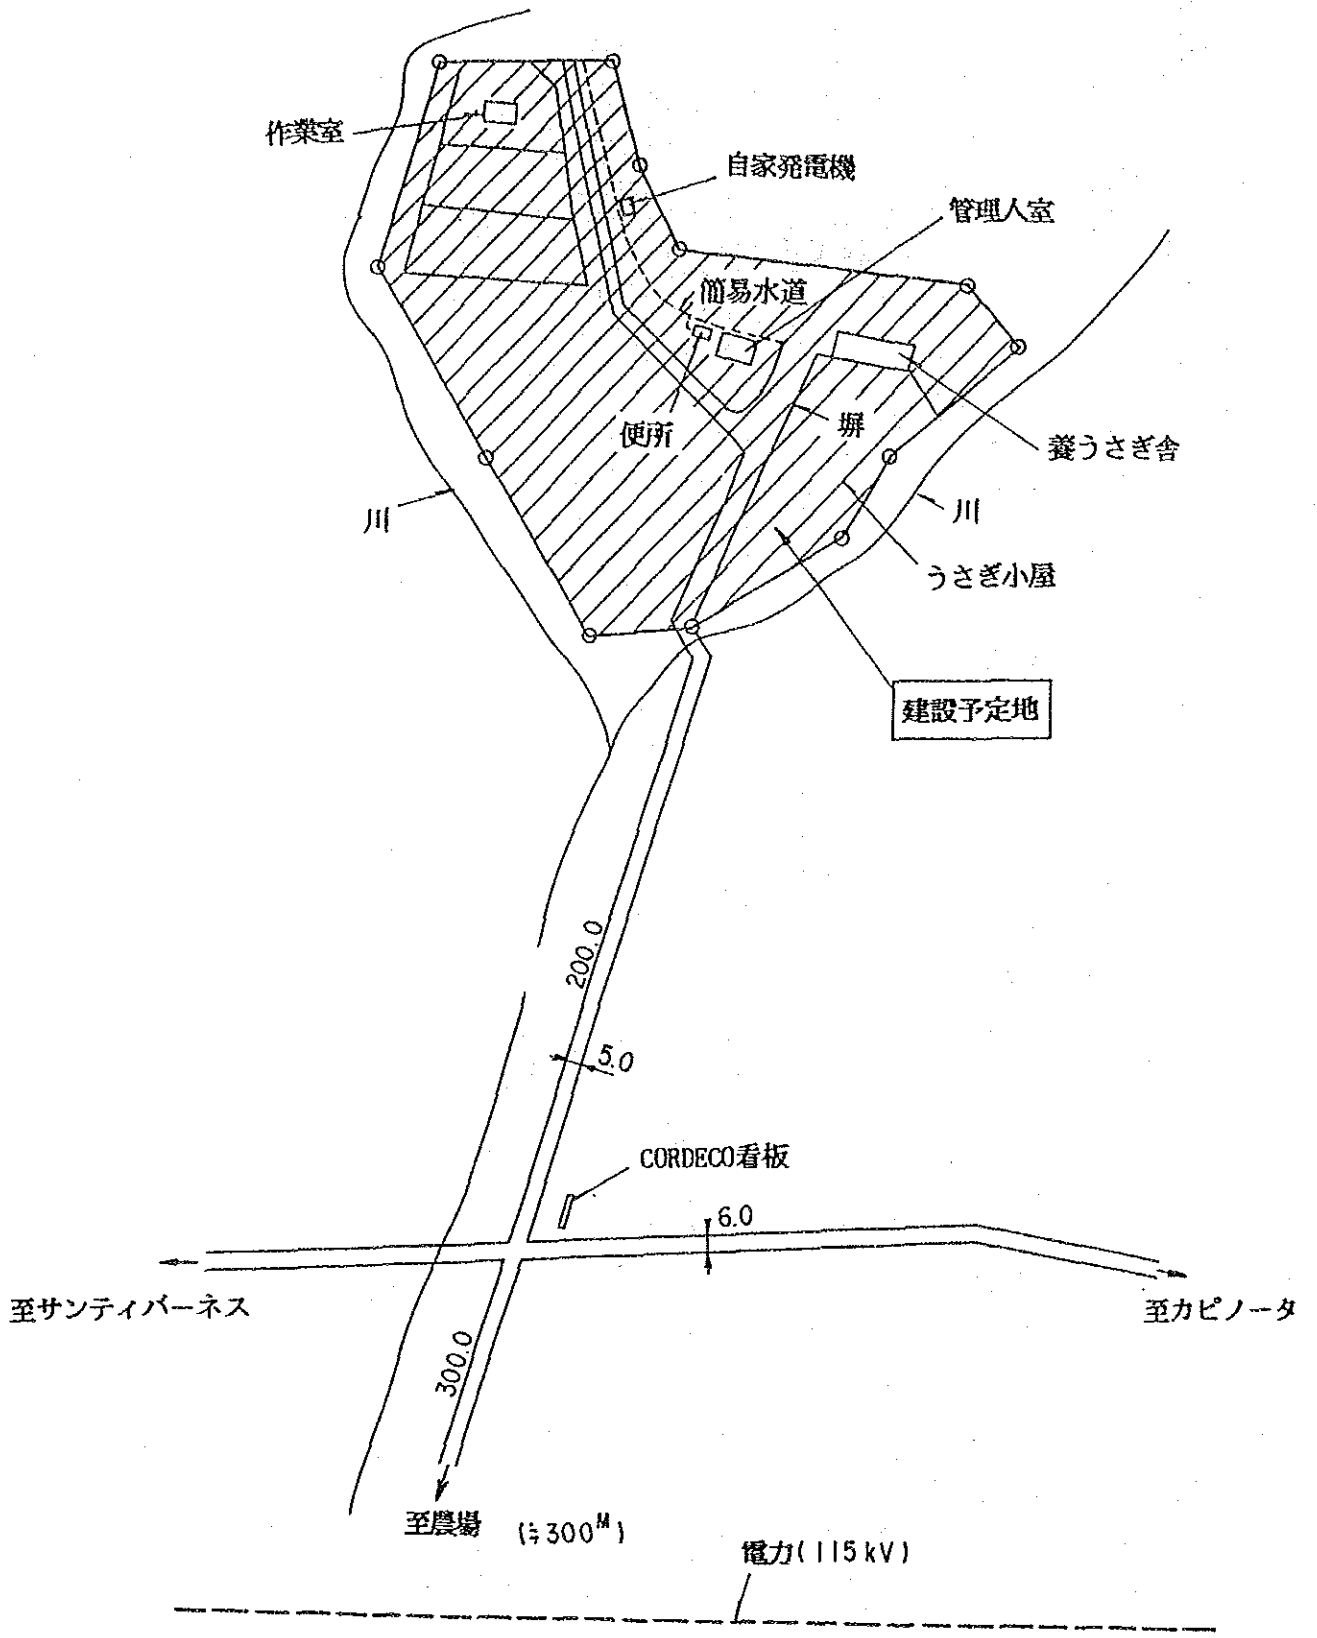 作業室
自家発電機
管理人室
簡易水道
便所
塀
養うさぎ舎
川
川
うさぎ小屋
建設予定地
200.0
5.0
CORDECO看板
6.0
至サンティバーネス
至カピノータ
300.0
至農場 (≒300M)
電力(115kV)